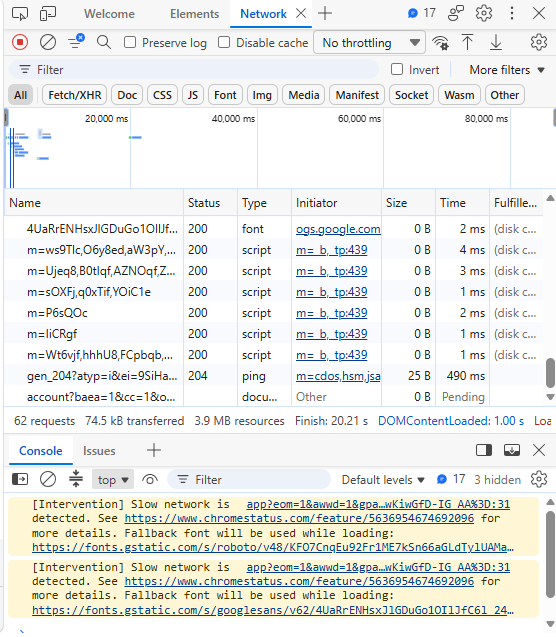 Welcome Elements Network 17
Preserve log Disable cache No throttling
Filter Invert More filters
All Fetch/XHR Doc CSS JS Font Img Media Manifest Socket Wasm Other
20,000 ms 40,000 ms 60,000 ms 80,000 ms
Name Status Type Initiator Size Time Fulfille...
4UaRrENHsxJlGDuGo1OIlJf... 200 font ogs.google.com 0 B 2 ms (disk c...
m=ws9Tlc,O6y8ed,aW3pY,... 200 script m=_b,_tp:439 0 B 4 ms (disk c...
m=Ujeq8,B0tlqf,AZNOqf,Z... 200 script m=_b,_tp:439 0 B 3 ms (disk c...
m=sOXFj,q0xTif,YOiC1e 200 script m=_b,_tp:439 0 B 1 ms (disk c...
m=P6sQOc 200 script m=_b,_tp:439 0 B 2 ms (disk c...
m=IiCRgf 200 script m=_b,_tp:439 0 B 1 ms (disk c...
m=Wt6vjf,hhhU8,FCpbqb,... 200 script m=_b,_tp:439 0 B 1 ms (disk c...
gen_204?atyp=i&ei=9SiHa... 204 ping m=cdos,hsm,jsa 25 B 490 ms
account?baea=1&cc=1&o... docu... Other 0 B Pending
62 requests 74.5 kB transferred 3.9 MB resources Finish: 20.21 s DOMContentLoaded: 1.00 s Loa
Console Issues
top Filter Default levels 17 3 hidden
[Intervention] Slow network is app?eom=1&awwd=1&gpa…wKiwGfD-IG_AA%3D:31
detected. See https://www.chromestatus.com/feature/5636954674692096 for
more details. Fallback font will be used while loading:
https://fonts.gstatic.com/s/roboto/v48/KFO7CnqEu92Fr1ME7kSn66aGLdTylUAMa…
[Intervention] Slow network is app?eom=1&awwd=1&gpa…wKiwGfD-IG_AA%3D:31
detected. See https://www.chromestatus.com/feature/5636954674692096 for
more details. Fallback font will be used while loading:
https://fonts.gstatic.com/s/googlesans/v62/4UaRrENHsxJlGDuGo1OIlJfC6l_24…